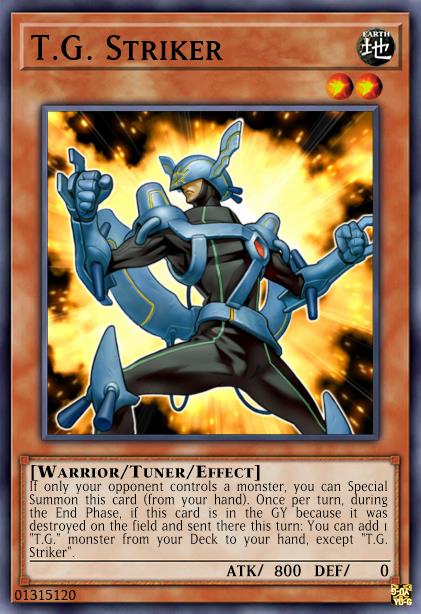 T.G. STRIKER
EARTH
地
[WARRIOR/TUNER/EFFECT]
If only your opponent controls a monster, you can Special
Summon this card (from your hand). Once per turn, during
the End Phase, if this card is in the GY because it was
destroyed on the field and sent there this turn: You can add 1
"T.G." monster from your Deck to your hand, except "T.G.
Striker".
ATK/ 800 DEF/ 0
01315120